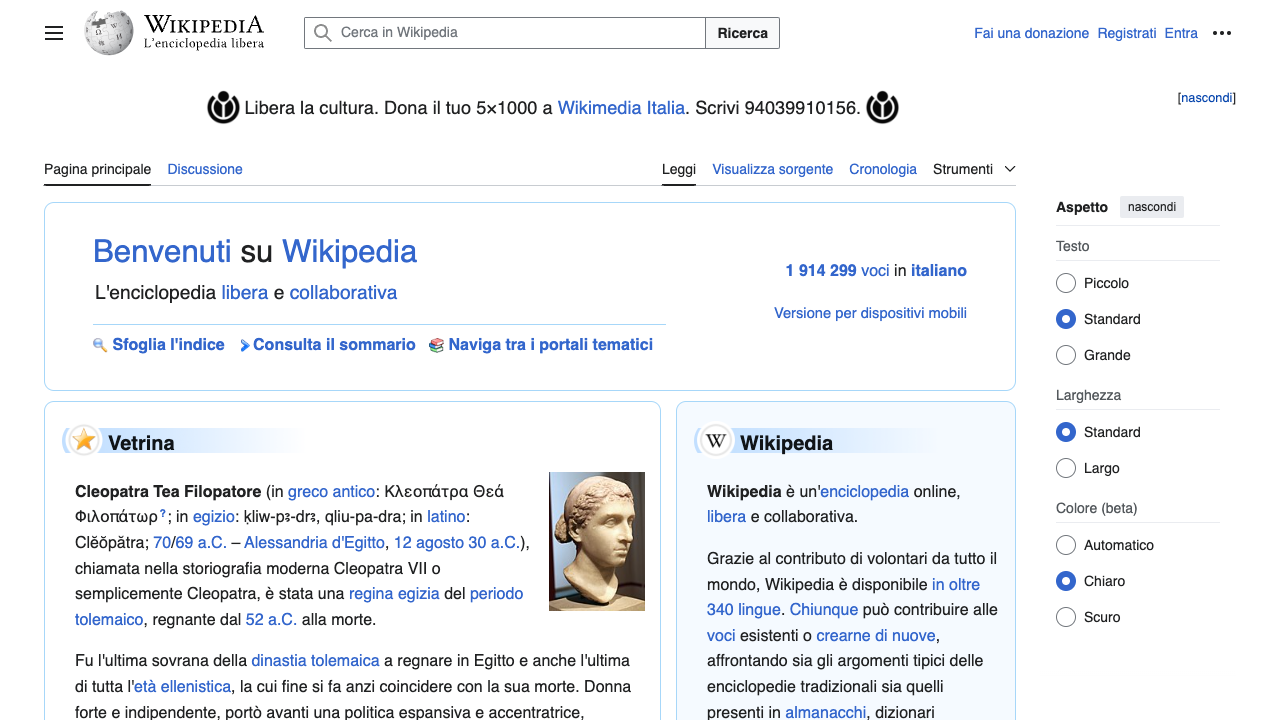 WIKIPEDIA
L'enciclopedia libera
Cerca in Wikipedia
Ricerca
Fai una donazione Registrati Entra
Libera la cultura. Dona il tuo 5×1000 a Wikimedia Italia. Scrivi 94039910156.
[nascondi]
Pagina principale Discussione
Leggi Visualizza sorgente Cronologia Strumenti
Benvenuti su Wikipedia
L'enciclopedia libera e collaborativa
1 914 299 voci in italiano
Versione per dispositivi mobili
Sfoglia l'indice Consulta il sommario Naviga tra i portali tematici
Vetrina
Cleopatra Tea Filopatore (in greco antico: Κλεοπάτρα Θεά
Φιλοπάτωρ?; in egizio: ḳliw-pꜣ-drꜣ, qliu-pa-dra; in latino:
Clĕŏpătra; 70/69 a.C. – Alessandria d'Egitto, 12 agosto 30 a.C.),
chiamata nella storiografia moderna Cleopatra VII o
semplicemente Cleopatra, è stata una regina egizia del periodo
tolemaico, regnante dal 52 a.C. alla morte.
Fu l'ultima sovrana della dinastia tolemaica a regnare in Egitto e anche l'ultima
di tutta l'età ellenistica, la cui fine si fa anzi coincidere con la sua morte. Donna
forte e indipendente, portò avanti una politica espansiva e accentratrice,
W Wikipedia
Wikipedia è un'enciclopedia online,
libera e collaborativa.
Grazie al contributo di volontari da tutto il
mondo, Wikipedia è disponibile in oltre
340 lingue. Chiunque può contribuire alle
voci esistenti o crearne di nuove,
affrontando sia gli argomenti tipici delle
enciclopedie tradizionali sia quelli
presenti in almanacchi, dizionari
Aspetto nascondi
Testo
Piccolo
Standard
Grande
Larghezza
Standard
Largo
Colore (beta)
Automatico
Chiaro
Scuro